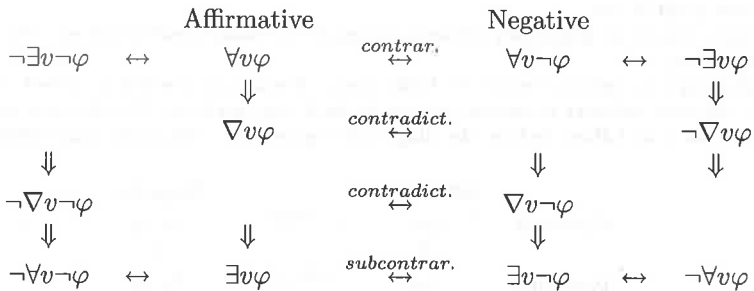 Affirmative Negative
¬∃v¬φ ↔ ∀vφ contrar. ↔ ∀v¬φ ↔ ¬∃vφ
⇓ ⇓
∇vφ contradict. ↔ ¬∇vφ
⇓ ⇓ ⇓
¬∇v¬φ contradict. ↔ ∇v¬φ
⇓ ⇓ ⇓
¬∀v¬φ ↔ ∃vφ subcontrar. ↔ ∃v¬φ ↔ ¬∀vφ